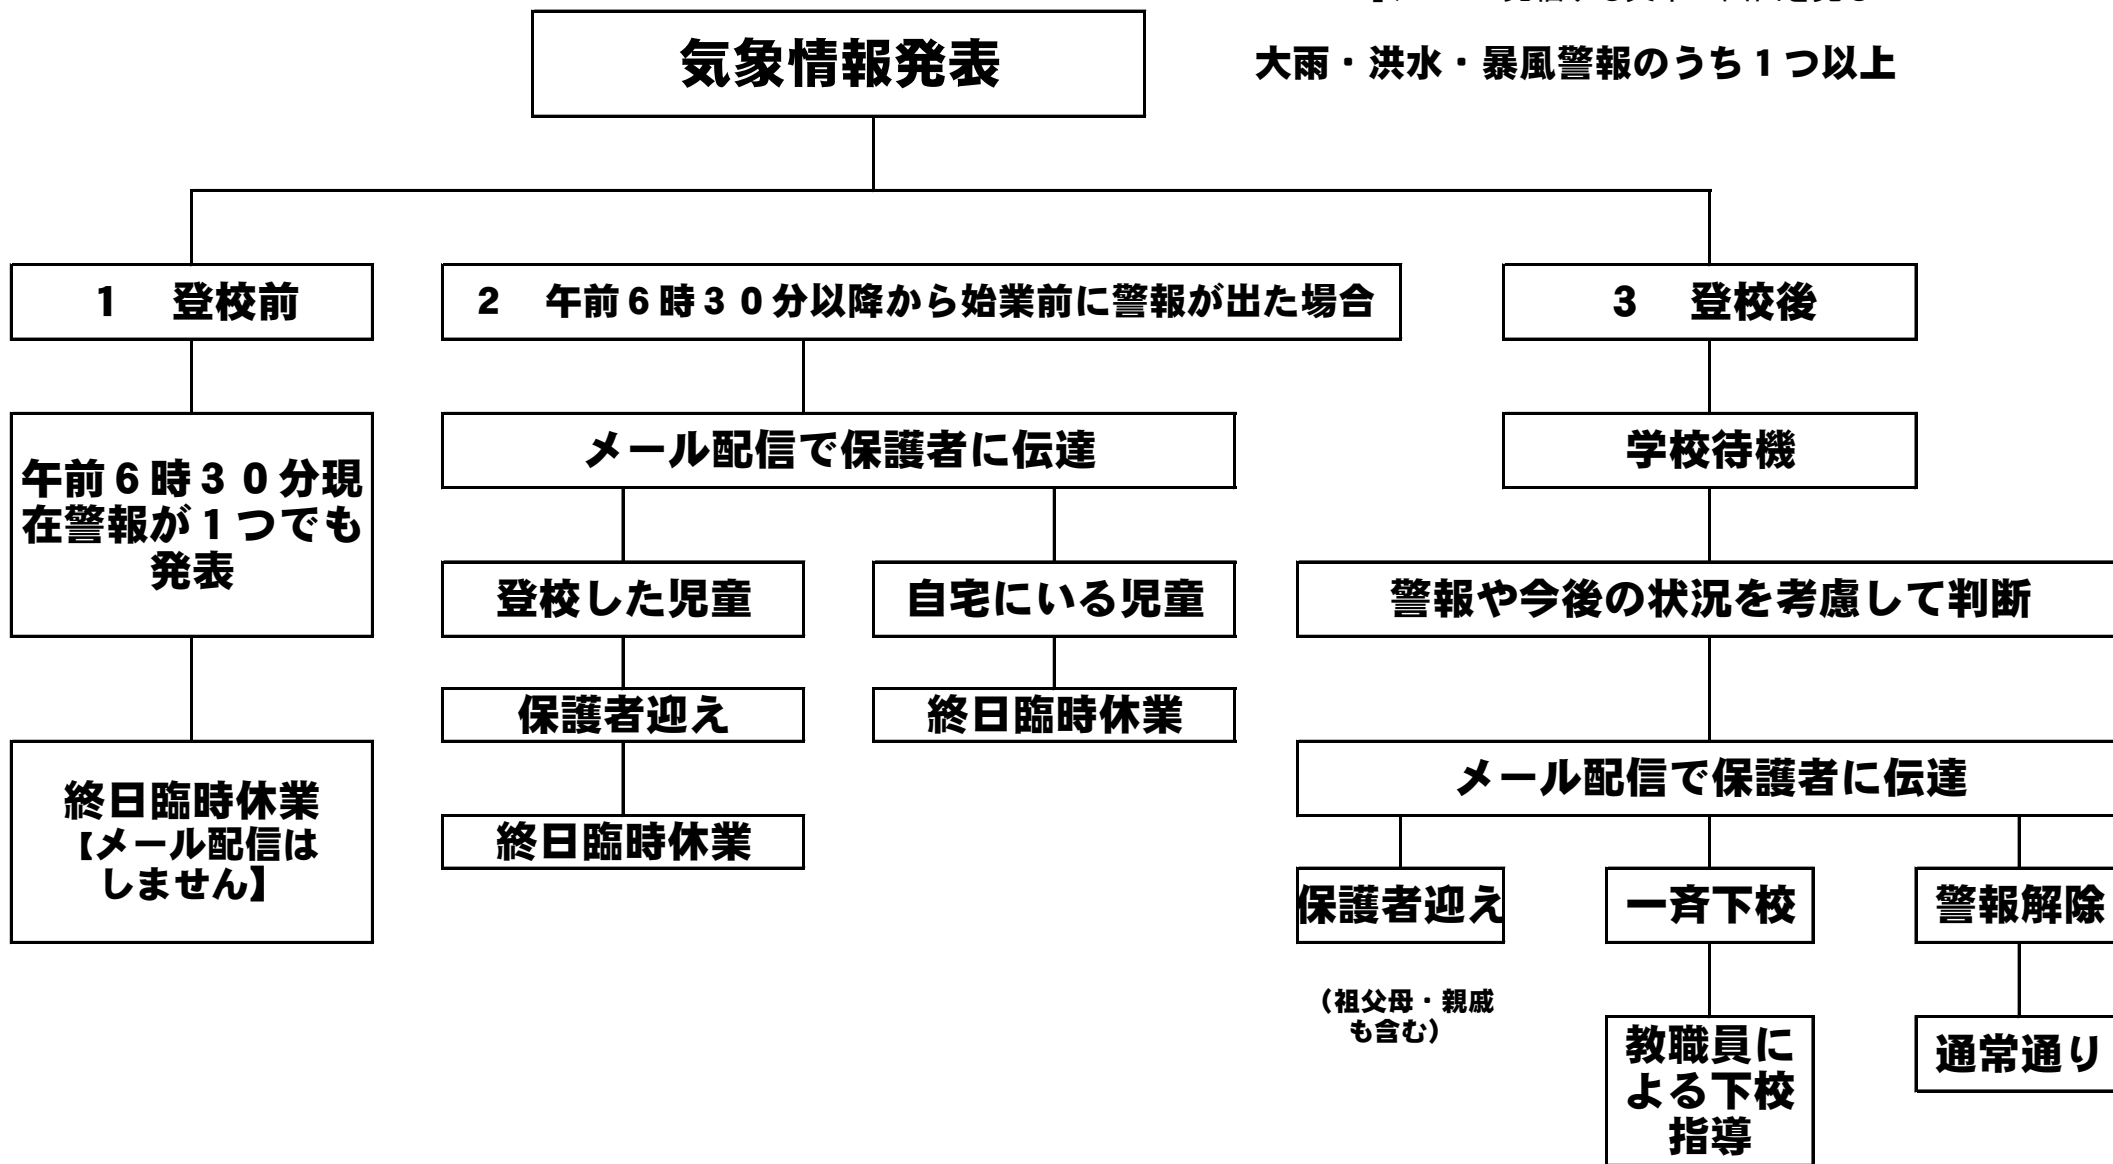 気象情報発表
大雨・洪水・暴風警報のうち１つ以上
１　登校前
２　午前６時３０分以降から始業前に警報が出た場合
３　登校後
午前６時３０分現
在警報が１つでも
発表
メール配信で保護者に伝達
学校待機
登校した児童
自宅にいる児童
警報や今後の状況を考慮して判断
保護者迎え
終日臨時休業
終日臨時休業
【メール配信は
しません】
終日臨時休業
メール配信で保護者に伝達
保護者迎え
一斉下校
警報解除
（祖父母・親戚
も含む）
教職員に
よる下校
指導
通常通り